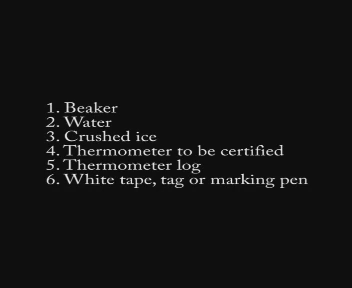 1. Beaker
2. Water
3. Crushed ice
4. Thermometer to be certified
5. Thermometer log
6. White tape, tag or marking pen